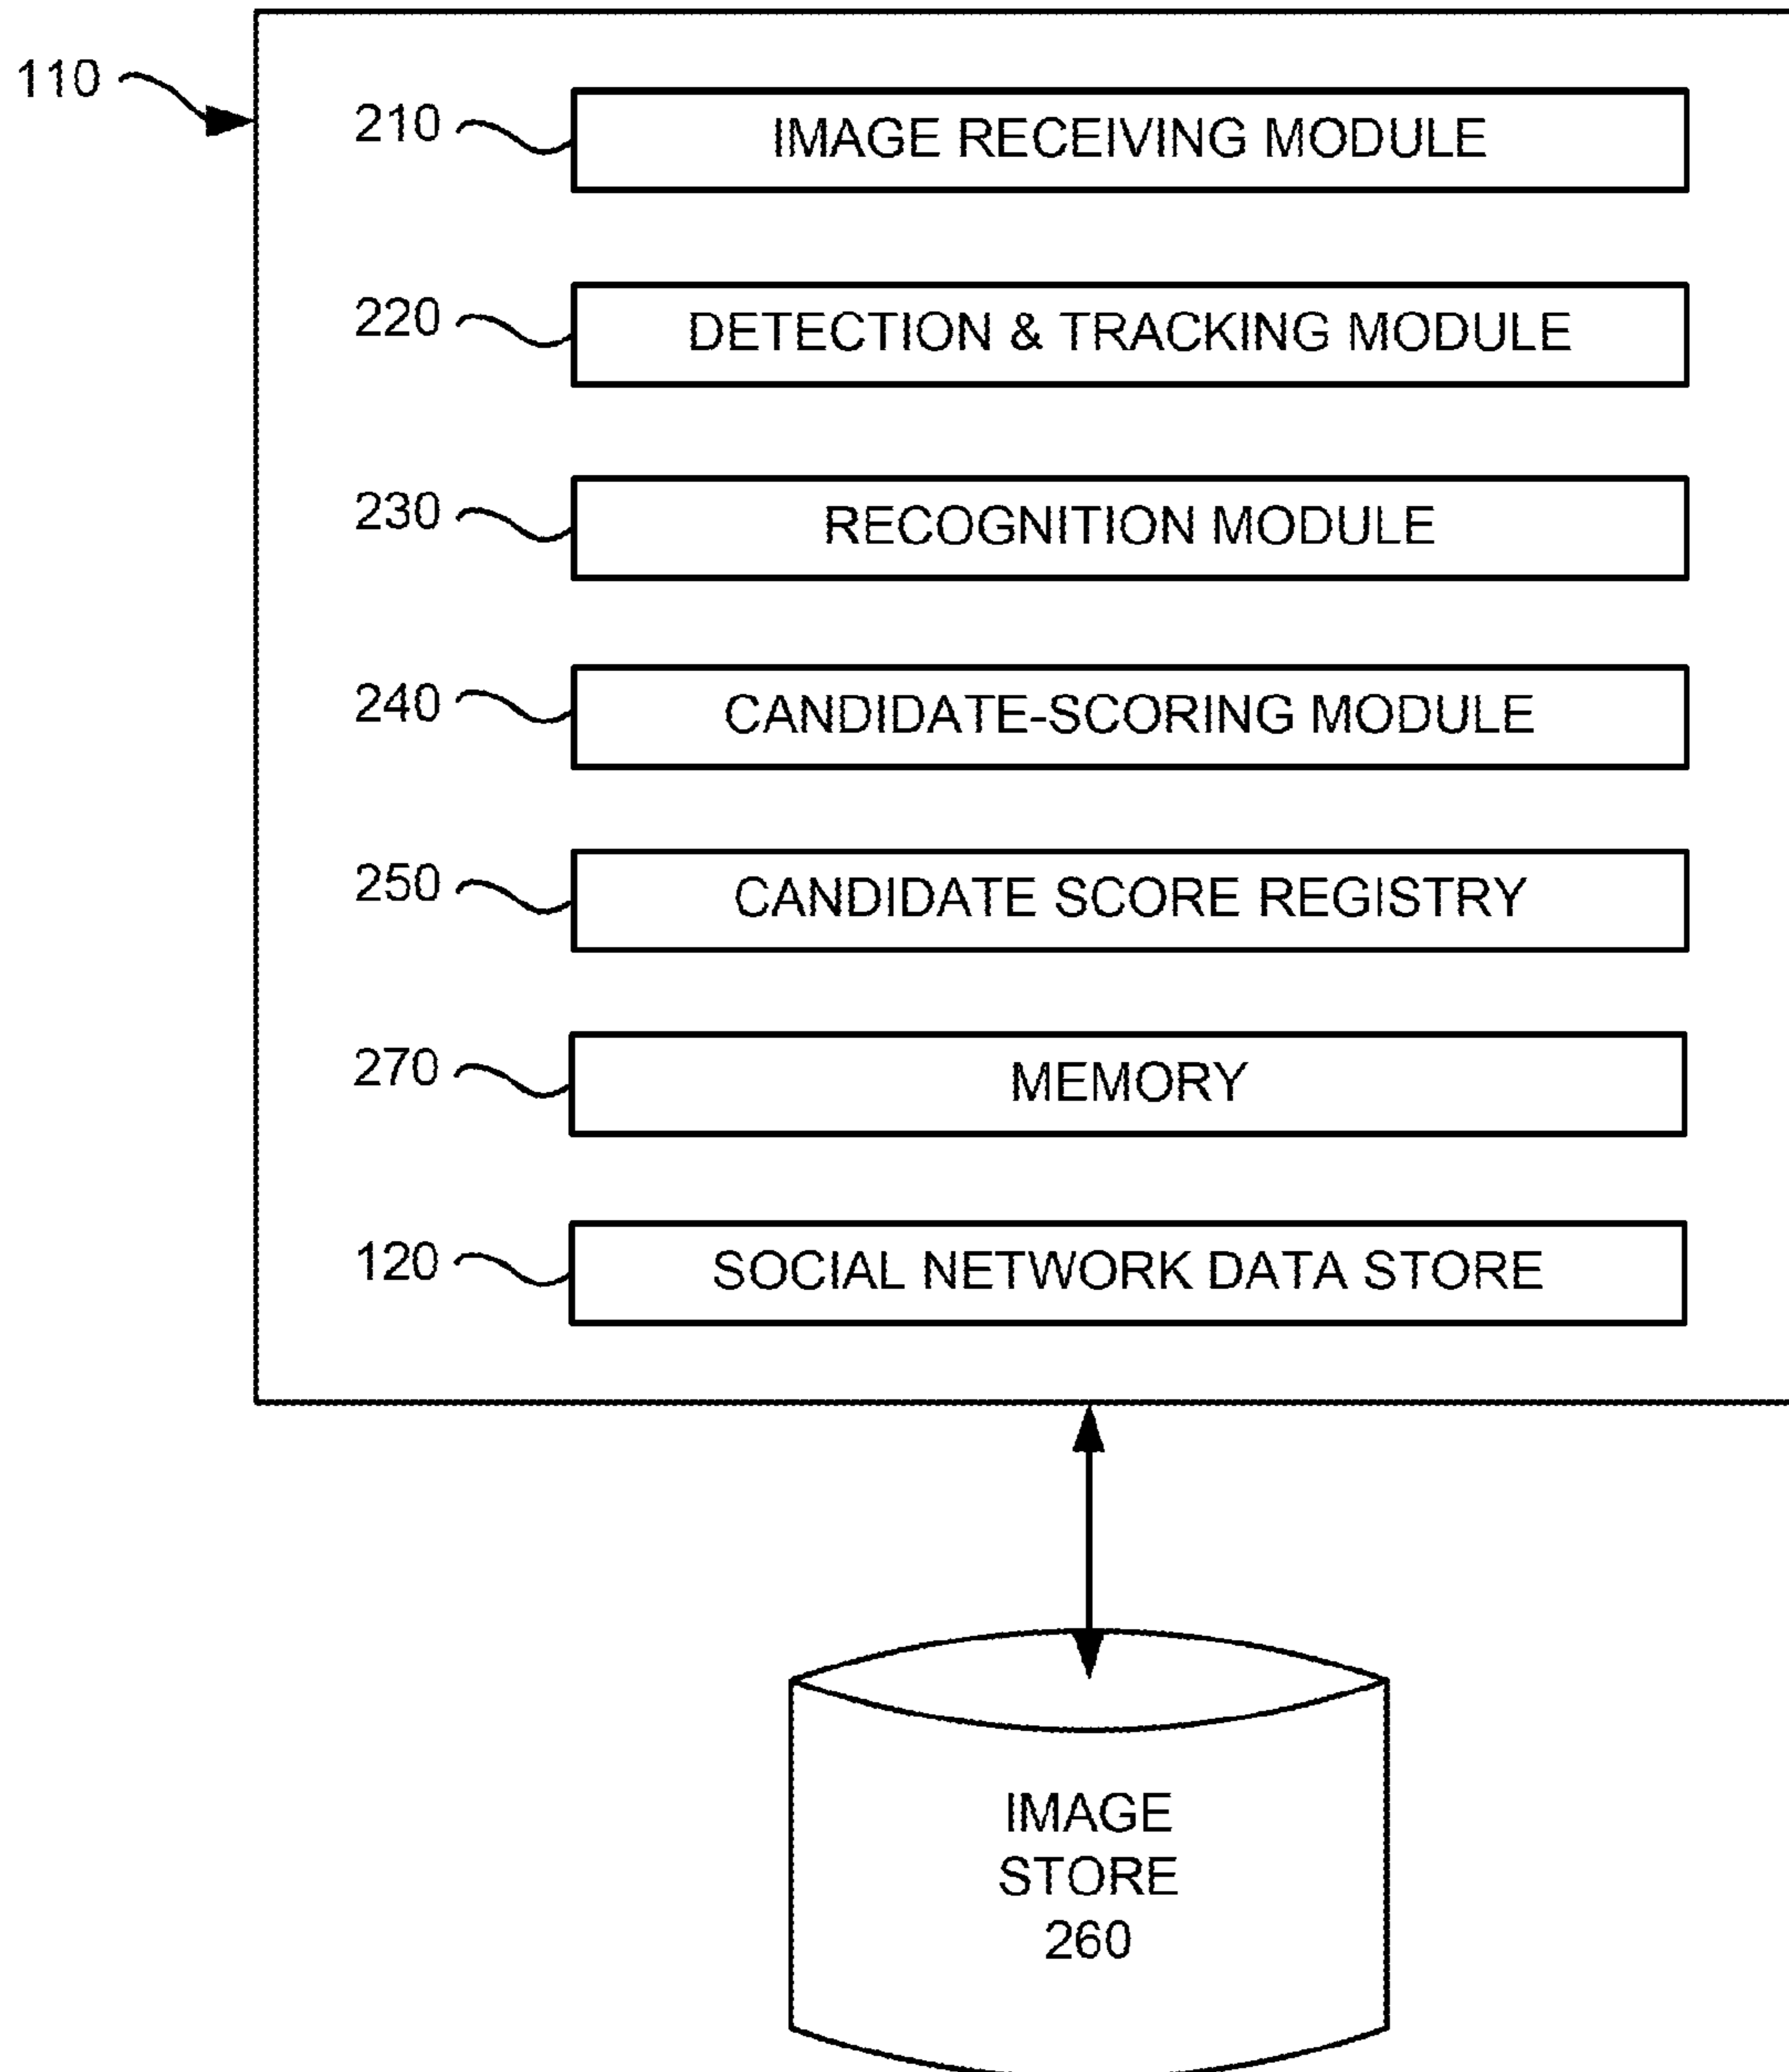 110
210 IMAGE RECEIVING MODULE
220 DETECTION & TRACKING MODULE
230 RECOGNITION MODULE
240 CANDIDATE-SCORING MODULE
250 CANDIDATE SCORE REGISTRY
270 MEMORY
120 SOCIAL NETWORK DATA STORE
IMAGE
STORE
260